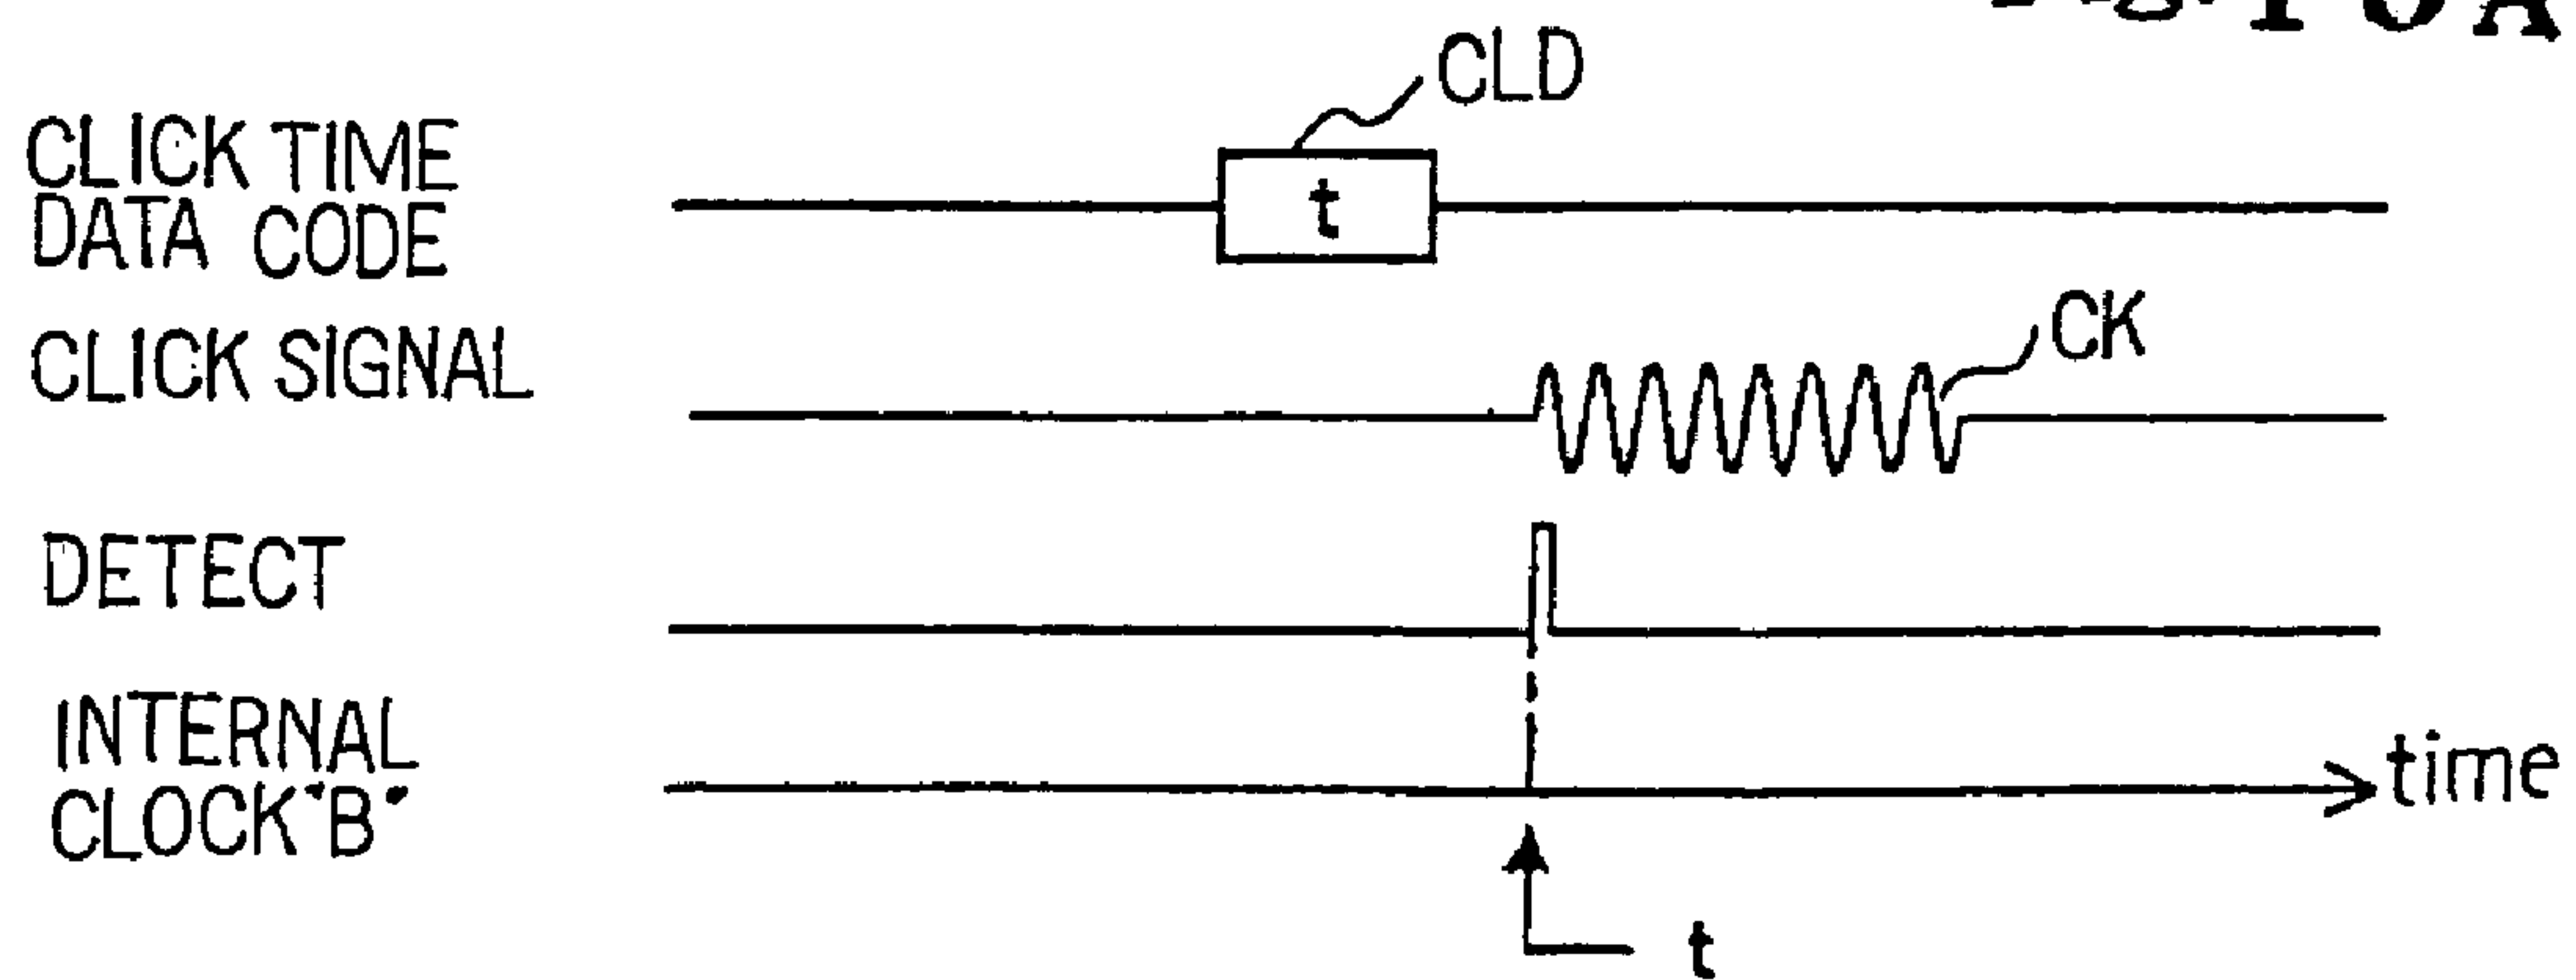 CLD
CLICK TIME
DATA CODE
t
CLICK SIGNAL
CK
DETECT
INTERNAL
CLOCK "B"
time
t